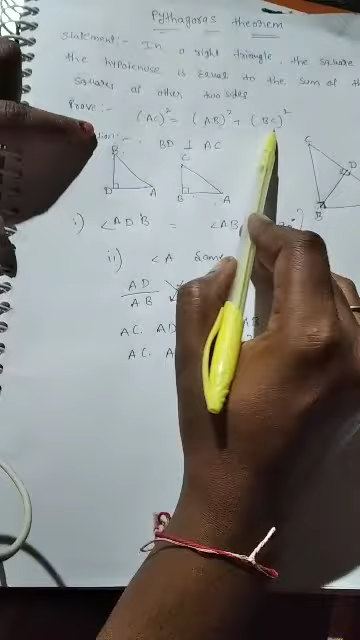 Pythagoras theorem
Statement:- In a right triangle, the square
the hypotenuse is equal to the sum of th
squares of other two sides
Prove :-
(AC)² = (AB)² + (BC)²
BD ⊥ AC
B D A
C B A
C D B
i) ∠ADB = ∠AB
ii) ∠A Same
AD
AB
AC. AD AB
AC. A